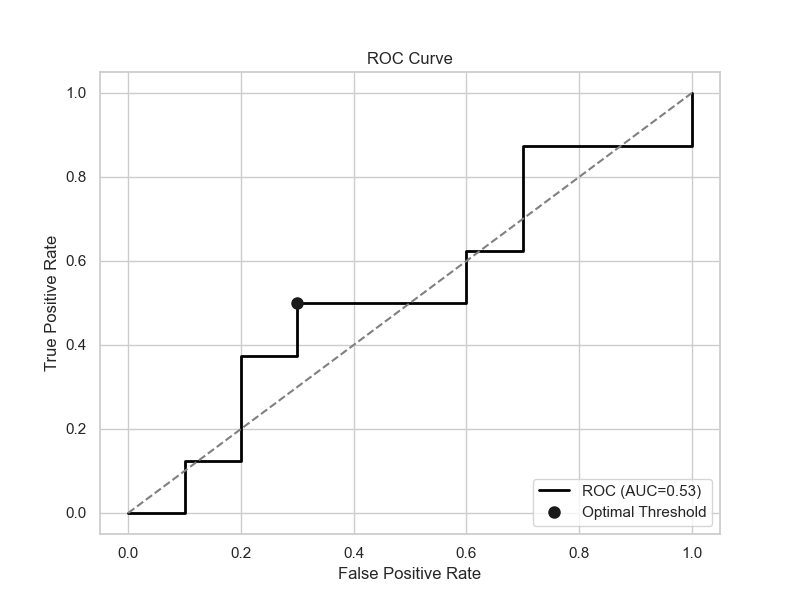 ROC Curve
True Positive Rate
1.0
0.8
0.6
0.4
0.2
0.0
ROC (AUC=0.53)
Optimal Threshold
0.0 0.2 0.4 0.6 0.8 1.0
False Positive Rate